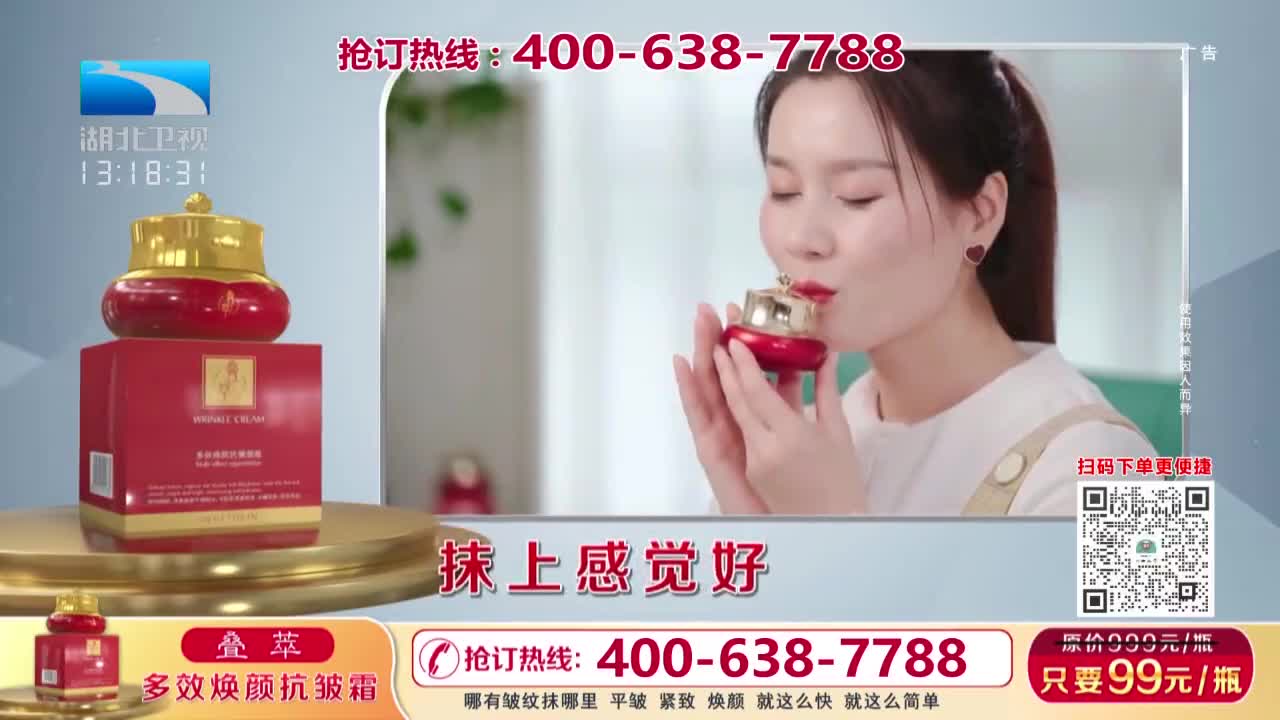 抢订热线：400-638-7788
广告
湖北卫视
13:18:31
使用效果因人而异
WRINKLE CREAM
多效焕颜抗皱霜
扫码下单更便捷
抹上感觉好
叠萃
多效焕颜抗皱霜
抢订热线: 400-638-7788
原价999元/瓶
只要99元/瓶
哪有皱纹抹哪里 平皱 紧致 焕颜 就这么快 就这么简单